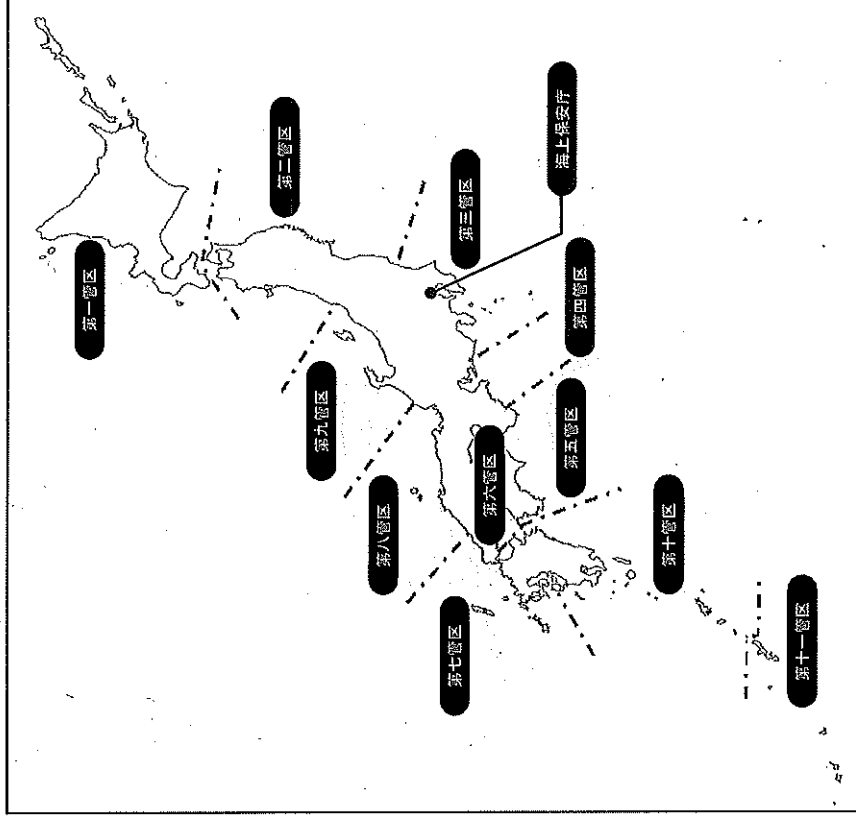 第一管区
第二管区
第三管区
海上保安庁
第四管区
第五管区
第六管区
第七管区
第八管区
第九管区
第十管区
第十一管区